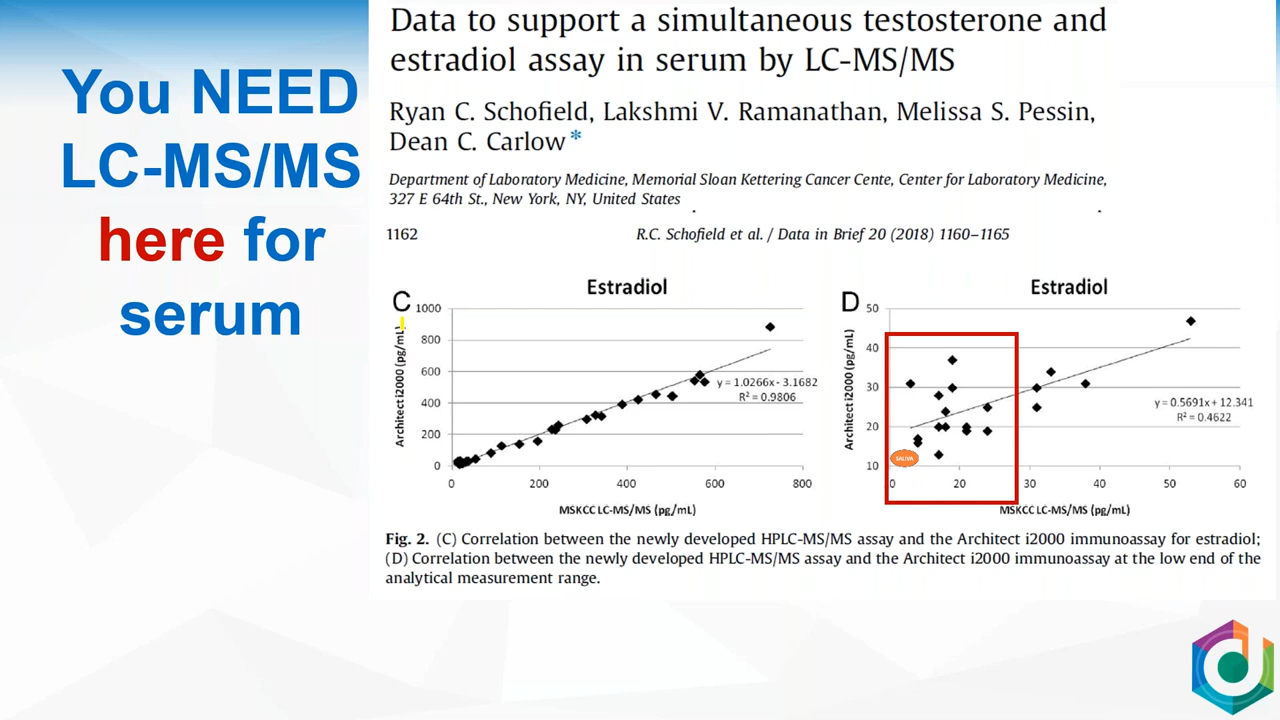 You NEED
LC-MS/MS
here for
serum
Data to support a simultaneous testosterone and
estradiol assay in serum by LC-MS/MS
Ryan C. Schofield, Lakshmi V. Ramanathan, Melissa S. Pessin,
Dean C. Carlow*
Department of Laboratory Medicine, Memorial Sloan Kettering Cancer Cente, Center for Laboratory Medicine,
327 E 64th St., New York, NY, United States
1162 R.C. Schofield et al. / Data in Brief 20 (2018) 1160–1165
C
Estradiol
Architect i2000 (pg/mL)
1000
800
600
400
200
0
y = 1.0266x - 3.1682
R² = 0.9806
0 200 400 600 800
MSKCC LC-MS/MS (pg/mL)
D
Estradiol
Architect i2000 (pg/mL)
50
40
30
20
10
y = 0.5691x + 12.341
R² = 0.4622
SALIVA
0 20 30 40 50 60
MSKCC LC-MS/MS (pg/mL)
Fig. 2. (C) Correlation between the newly developed HPLC-MS/MS assay and the Architect i2000 immunoassay for estradiol;
(D) Correlation between the newly developed HPLC-MS/MS assay and the Architect i2000 immunoassay at the low end of the
analytical measurement range.